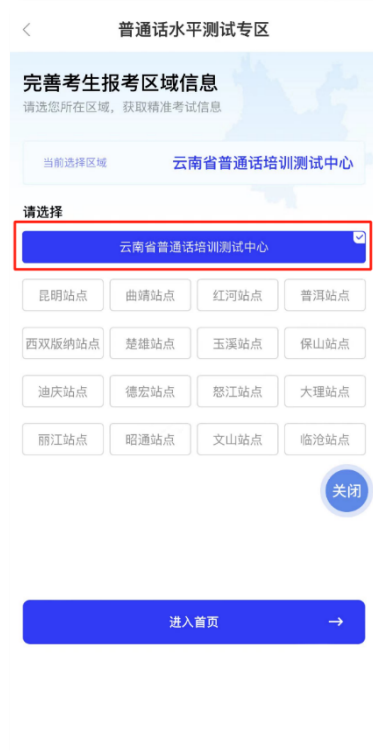 普通话水平测试专区
完善考生报考区域信息
请选您所在区域，获取精准考试信息
当前选择区域 云南省普通话培训测试中心
请选择
云南省普通话培训测试中心
昆明站点 曲靖站点 红河站点 普洱站点
西双版纳站点 楚雄站点 玉溪站点 保山站点
迪庆站点 德宏站点 怒江站点 大理站点
丽江站点 昭通站点 文山站点 临沧站点
关闭
进入首页 →